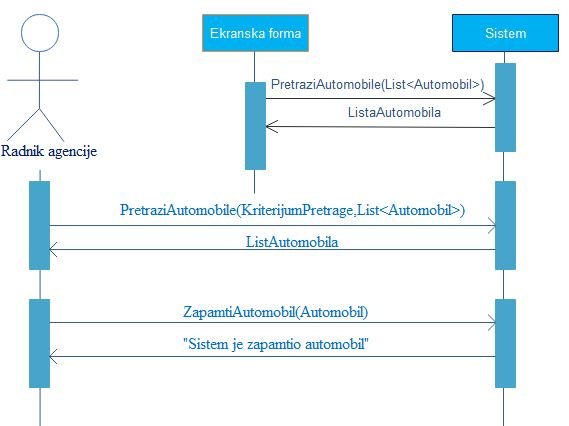 Ekranska forma
Sistem
PretraziAutomobile(List<Automobil>)
ListaAutomobila
Radnik agencije
PretraziAutomobile(KriterijumPretrage,List<Automobil>)
ListAutomobila
ZapamtiAutomobil(Automobil)
"Sistem je zapamtio automobil"